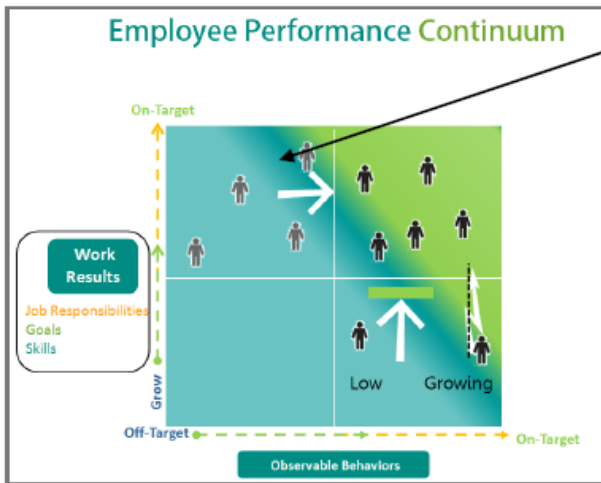 Employee Performance Continuum
On-Target
Work
Results
Job Responsibilities
Goals
Skills
Grow
Low
Growing
Off-Target
On-Target
Observable Behaviors